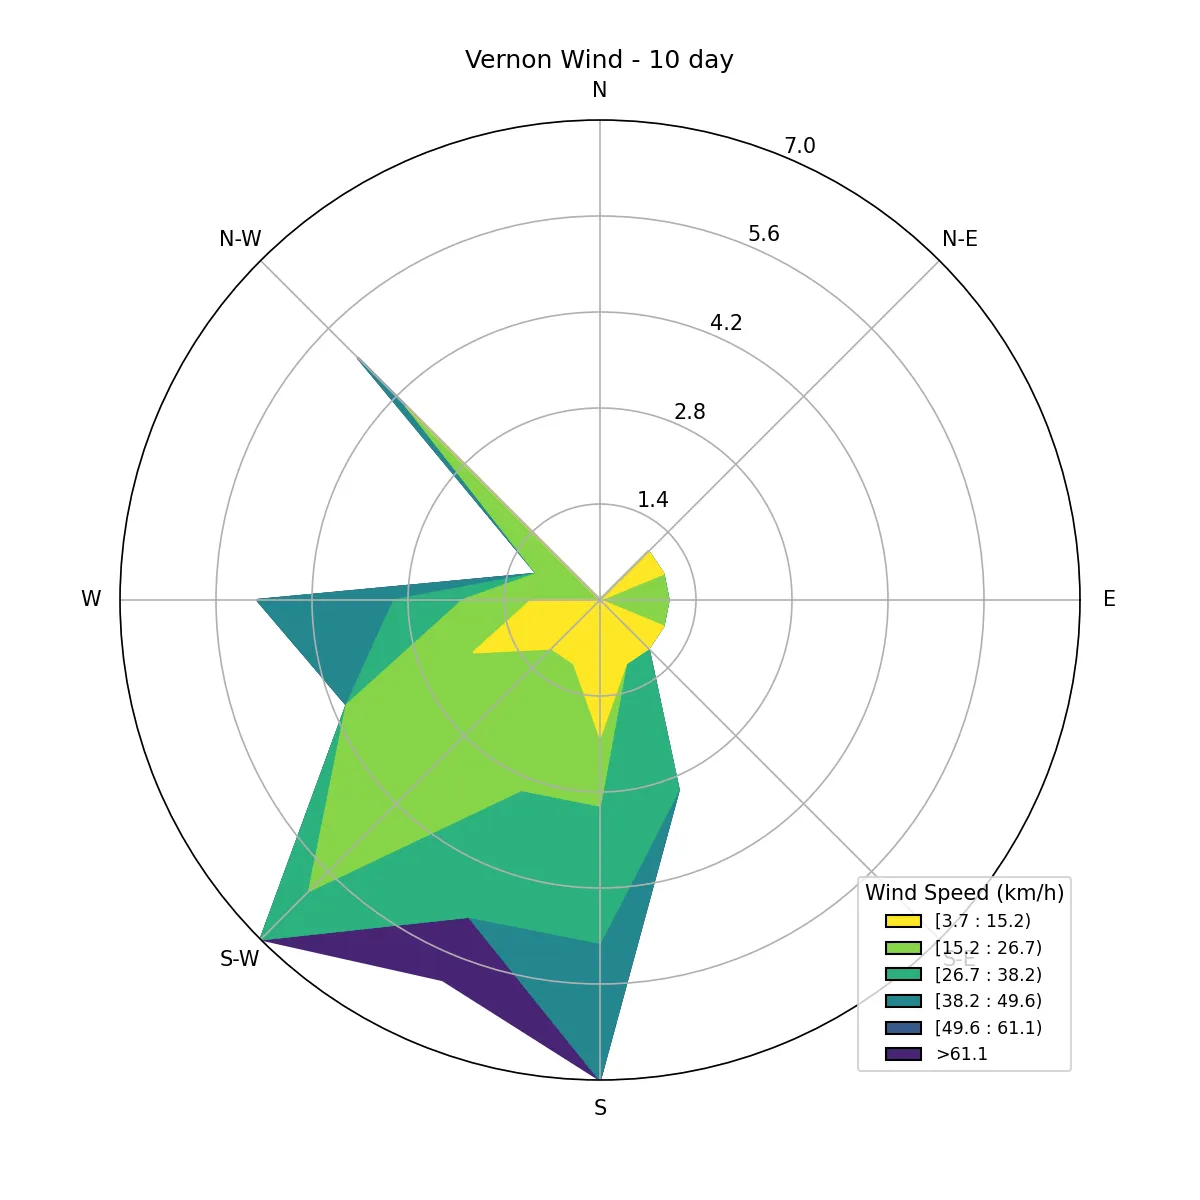 Vernon Wind - 10 day
N
7.0
N-W
5.6
N-E
4.2
2.8
1.4
W
E
S-W
S-E
S
Wind Speed (km/h)
[3.7 : 15.2)
[15.2 : 26.7)
[26.7 : 38.2)
[38.2 : 49.6)
[49.6 : 61.1)
>61.1